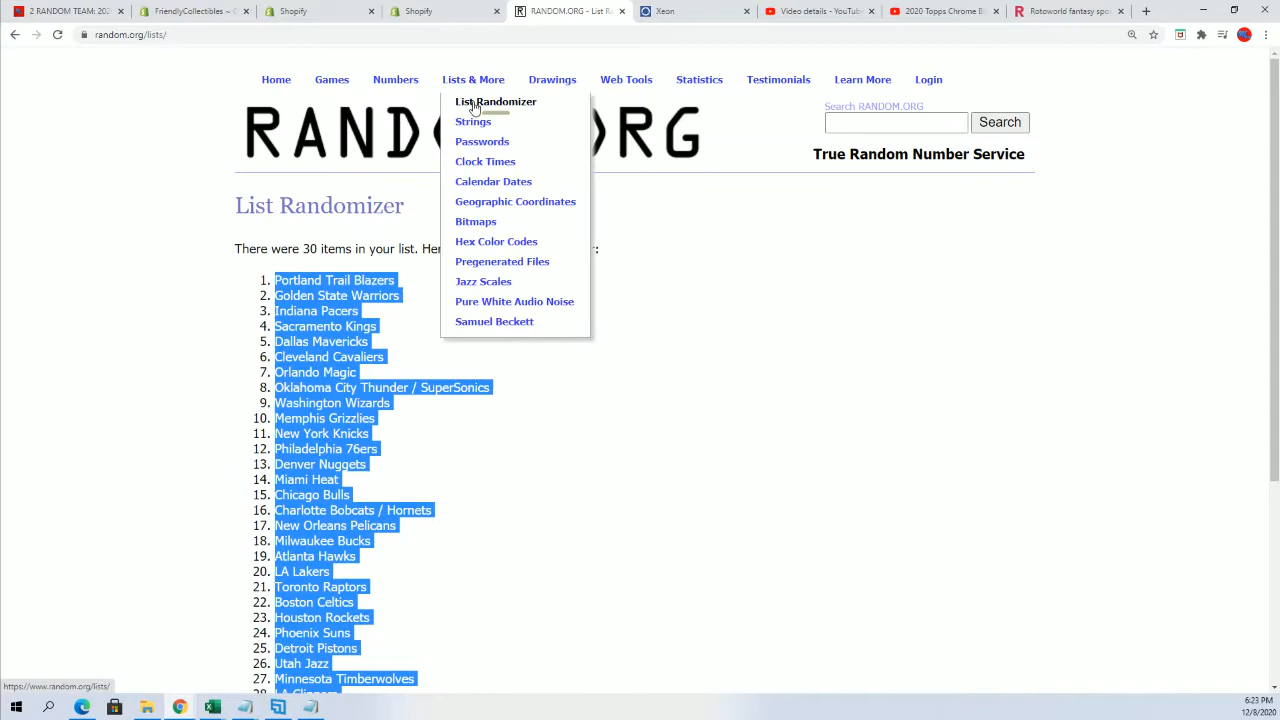 2 RANDOM TEAM: 202
FriendlyCollectibles ~ C
Shopify
Shopify
RANDOM.ORG - List R
Xeon
Video details - YouTube
2020 Topps Chrome Bl
Rotoworld fantasy spo
random.org/lists/
Home Games Numbers Lists & More Drawings Web Tools Statistics Testimonials Learn More Login
List Randomizer
Strings
Passwords
Clock Times
Calendar Dates
Geographic Coordinates
Bitmaps
Hex Color Codes
Pregenerated Files
Jazz Scales
Pure White Audio Noise
Samuel Beckett
RAND RG
Search RANDOM.ORG
Search
True Random Number Service
List Randomizer
There were 30 items in your list. Her :
1. Portland Trail Blazers
2. Golden State Warriors
3. Indiana Pacers
4. Sacramento Kings
5. Dallas Mavericks
6. Cleveland Cavaliers
7. Orlando Magic
8. Oklahoma City Thunder / SuperSonics
9. Washington Wizards
10. Memphis Grizzlies
11. New York Knicks
12. Philadelphia 76ers
13. Denver Nuggets
14. Miami Heat
15. Chicago Bulls
16. Charlotte Bobcats / Hornets
17. New Orleans Pelicans
18. Milwaukee Bucks
19. Atlanta Hawks
20. LA Lakers
21. Toronto Raptors
22. Boston Celtics
23. Houston Rockets
24. Phoenix Suns
25. Detroit Pistons
26. Utah Jazz
27. Minnesota Timberwolves
28. LA Clippers
https://www.random.org/lists/
6:23 PM
12/8/2020